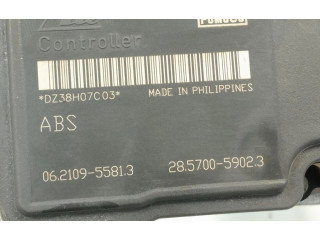 Controller
*DZ38H07C03*
MADE IN PHILIPPINES
ABS
06.2109-5581.3
28.5700-5902.3